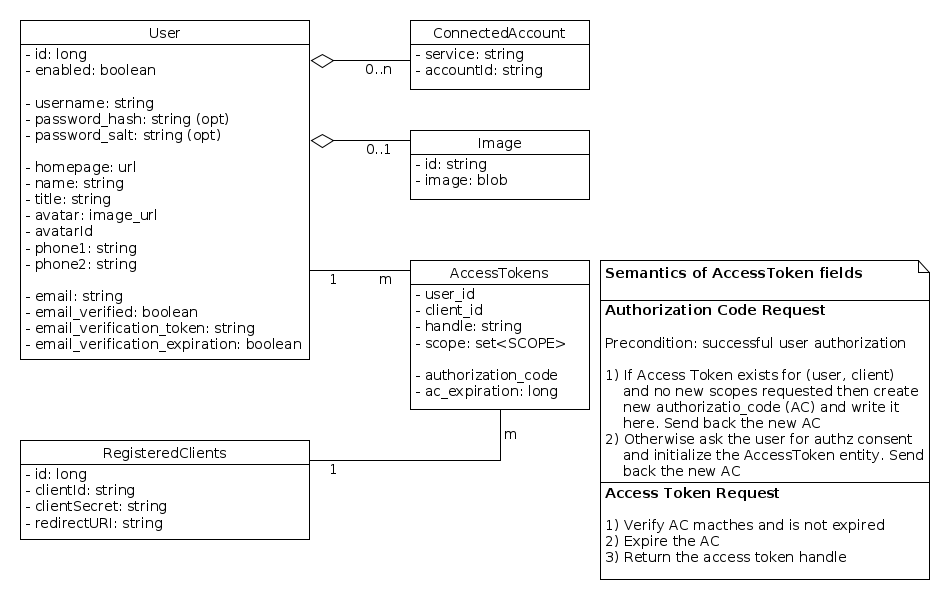 User
- id: long
- enabled: boolean
- username: string
- password_hash: string (opt)
- password_salt: string (opt)
- homepage: url
- name: string
- title: string
- avatar: image_url
- avatarId
- phone1: string
- phone2: string
- email: string
- email_verified: boolean
- email_verification_token: string
- email_verification_expiration: boolean
0..n
ConnectedAccount
- service: string
- accountId: string
0..1
Image
- id: string
- image: blob
1
m
AccessTokens
- user_id
- client_id
- handle: string
- scope: set<SCOPE>
- authorization_code
- ac_expiration: long
m
1
RegisteredClients
- id: long
- clientId: string
- clientSecret: string
- redirectURI: string
Semantics of AccessToken fields
Authorization Code Request
Precondition: successful user authorization
1) If Access Token exists for (user, client)
and no new scopes requested then create
new authorizatio_code (AC) and write it
here. Send back the new AC
2) Otherwise ask the user for authz consent
and initialize the AccessToken entity. Send
back the new AC
Access Token Request
1) Verify AC macthes and is not expired
2) Expire the AC
3) Return the access token handle